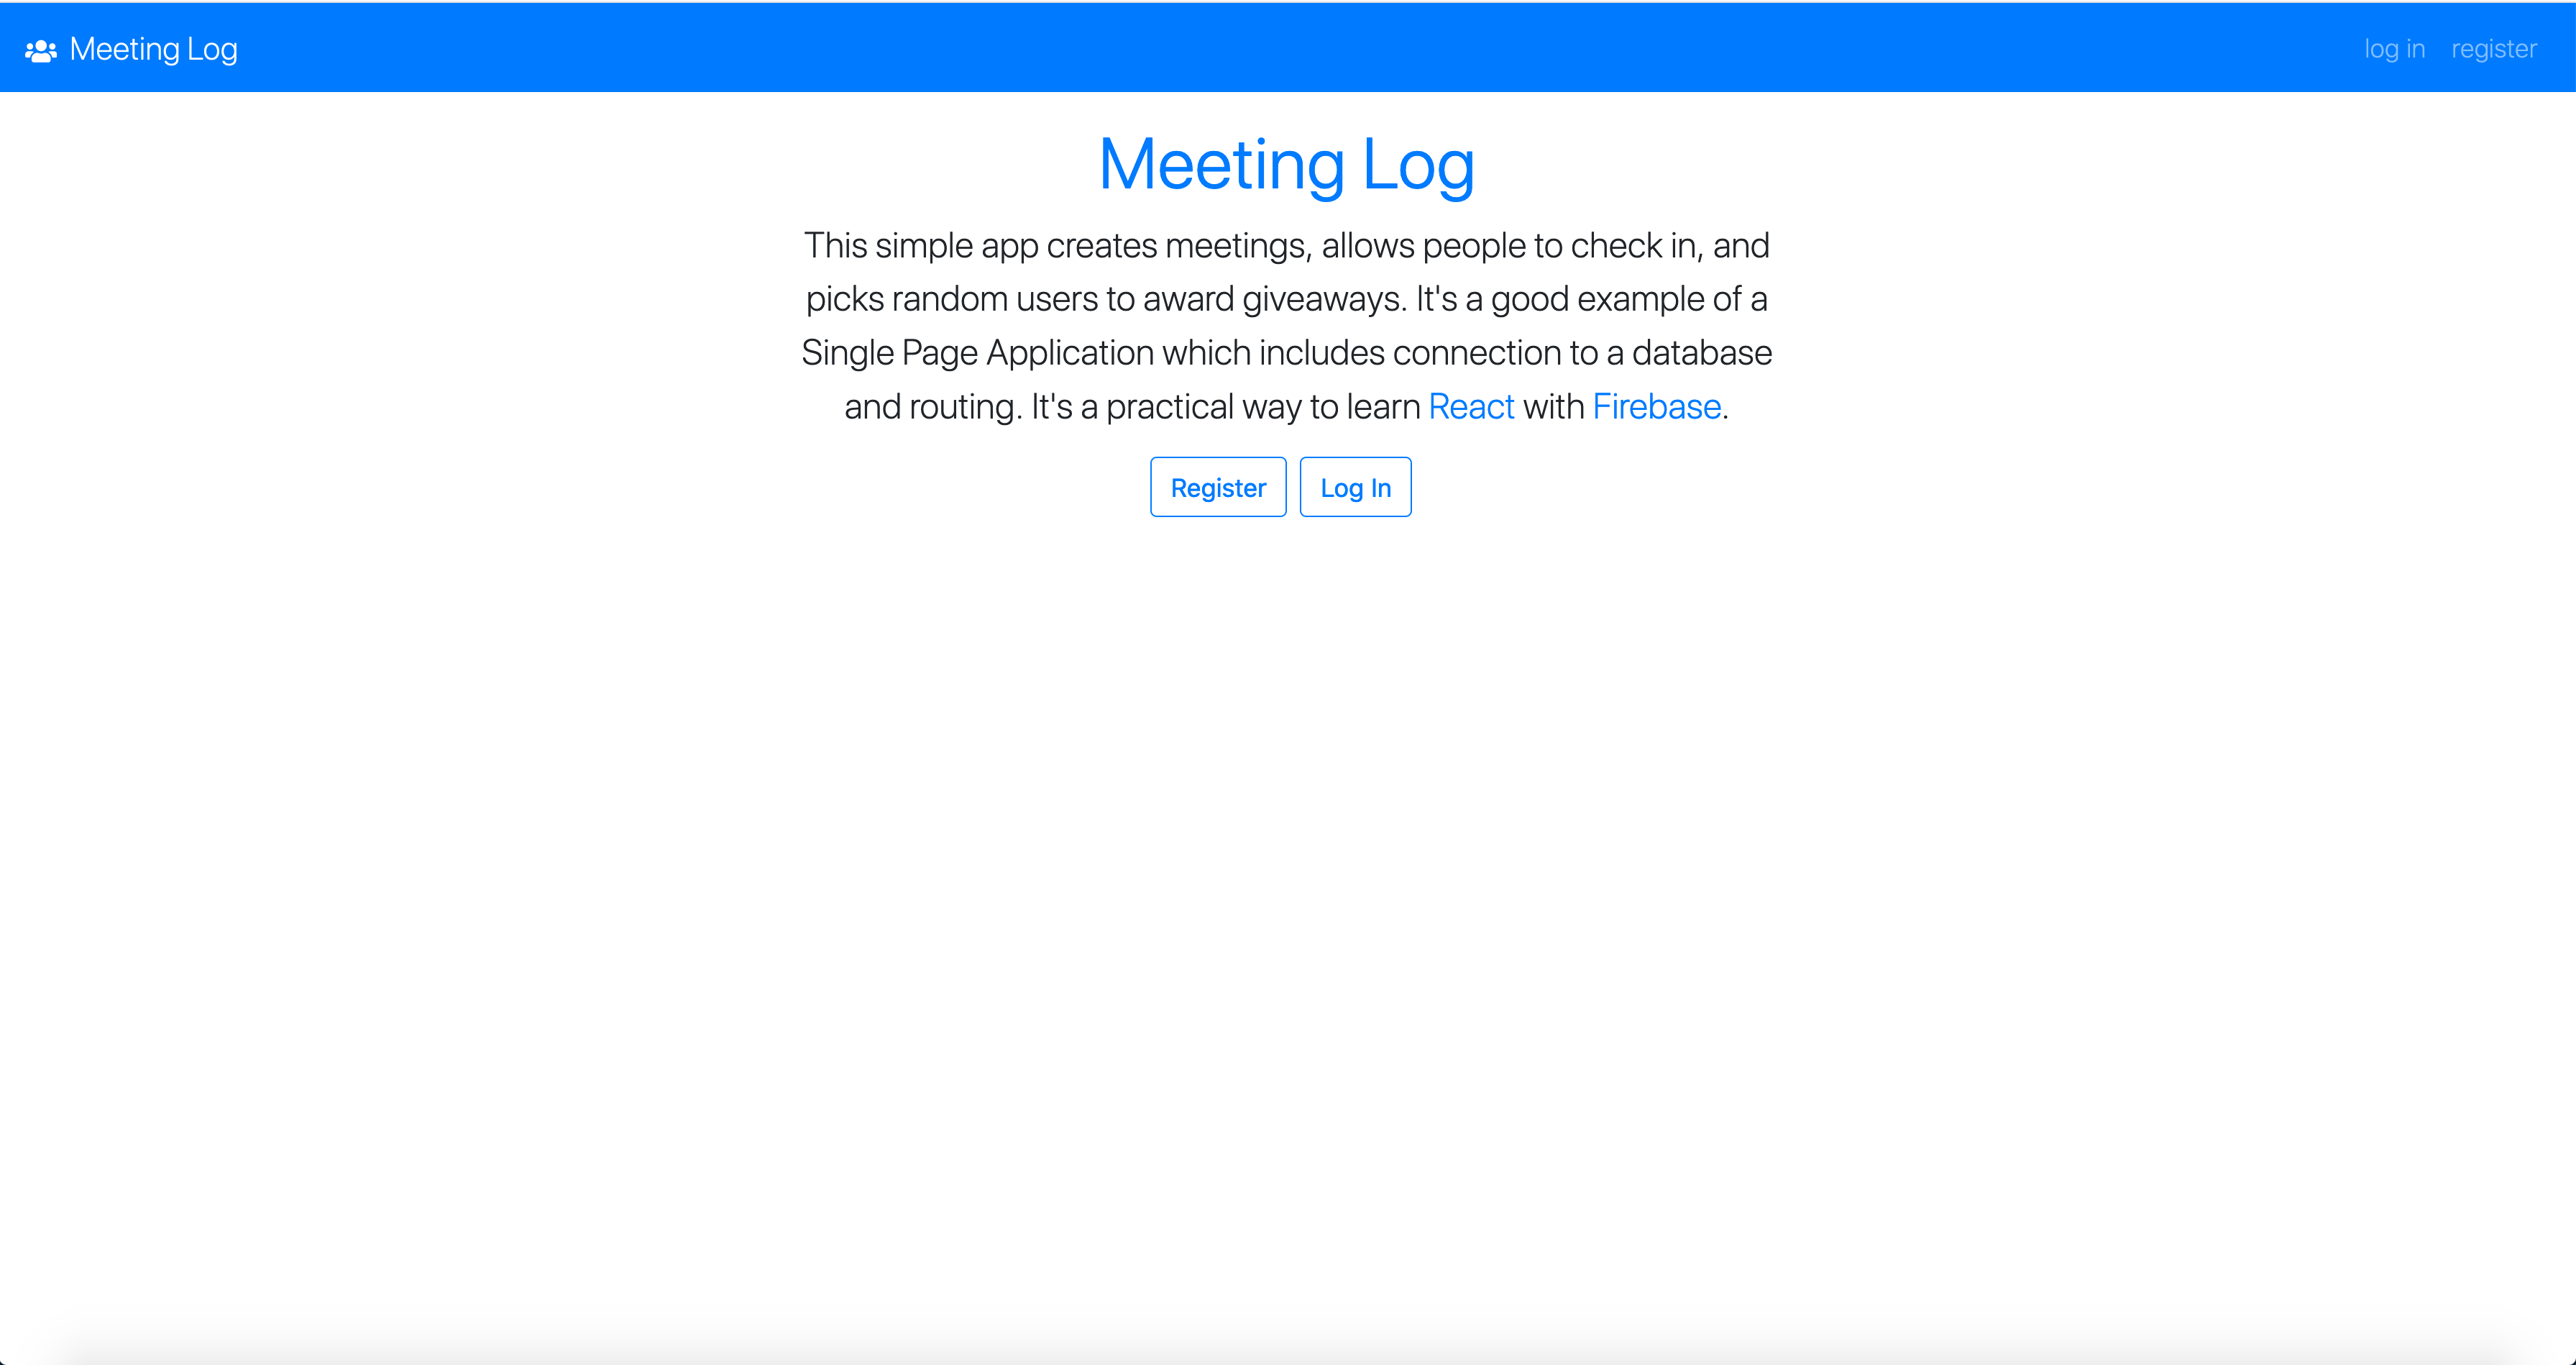 Meeting Log
log in register
Meeting Log
This simple app creates meetings, allows people to check in, and
picks random users to award giveaways. It's a good example of a
Single Page Application which includes connection to a database
and routing. It's a practical way to learn React with Firebase.
Register Log In